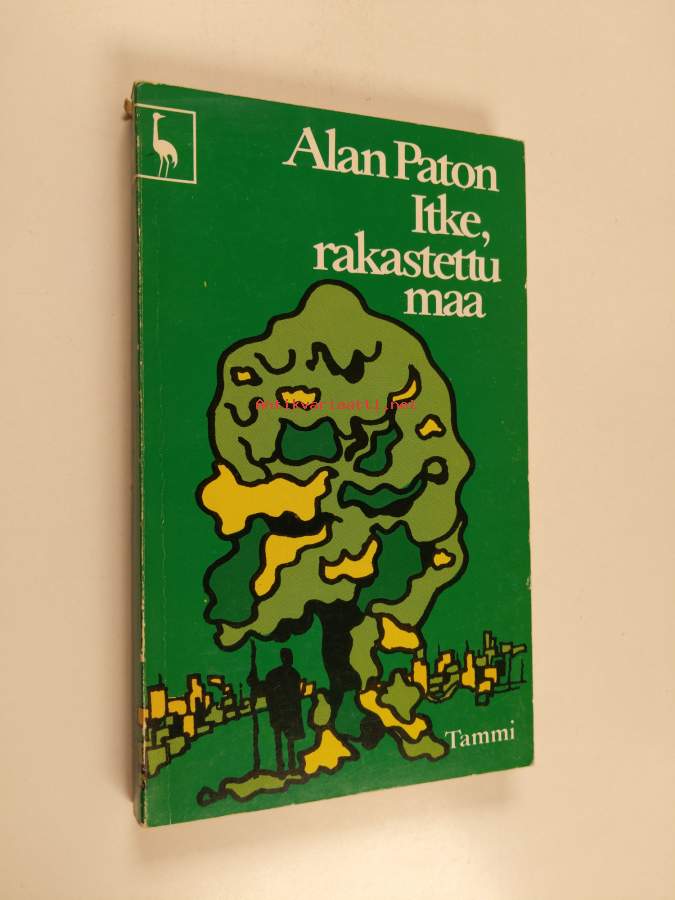 Alan Paton
Itke,
rakastettu
maa
Antikvariaatti.net
Tammi